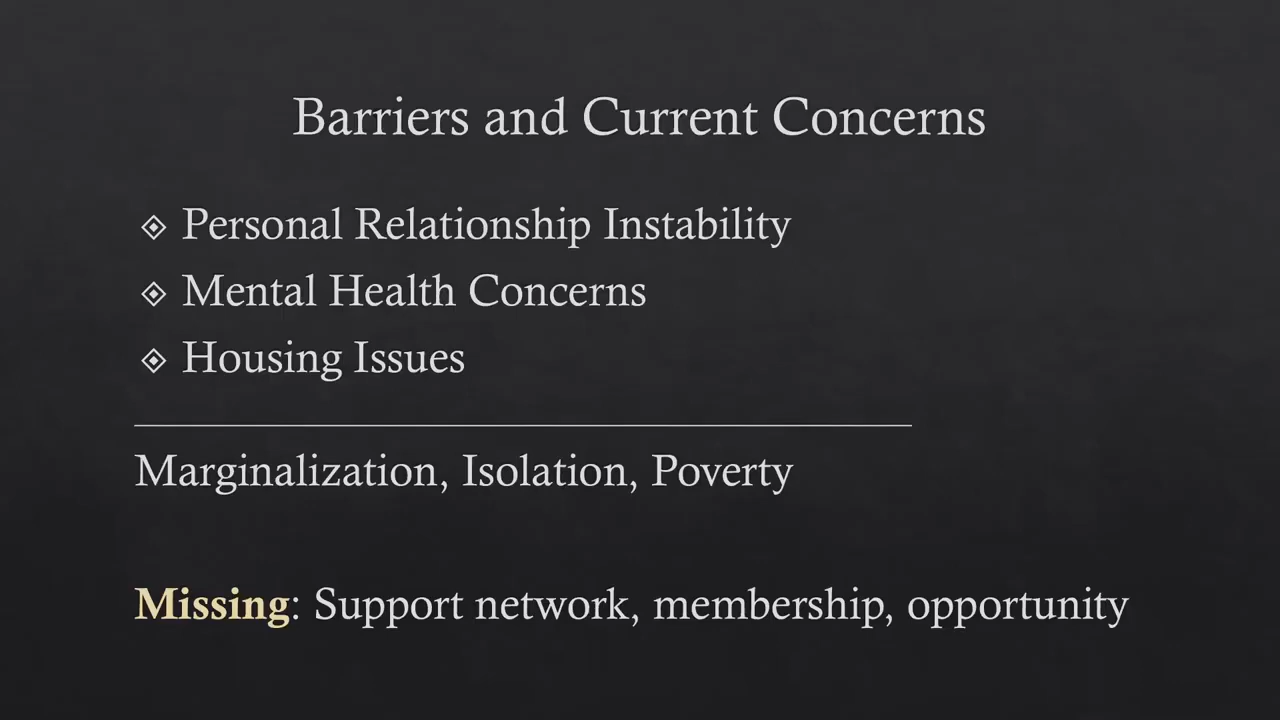 Barriers and Current Concerns
Personal Relationship Instability
Mental Health Concerns
Housing Issues
Marginalization, Isolation, Poverty
Missing: Support network, membership, opportunity